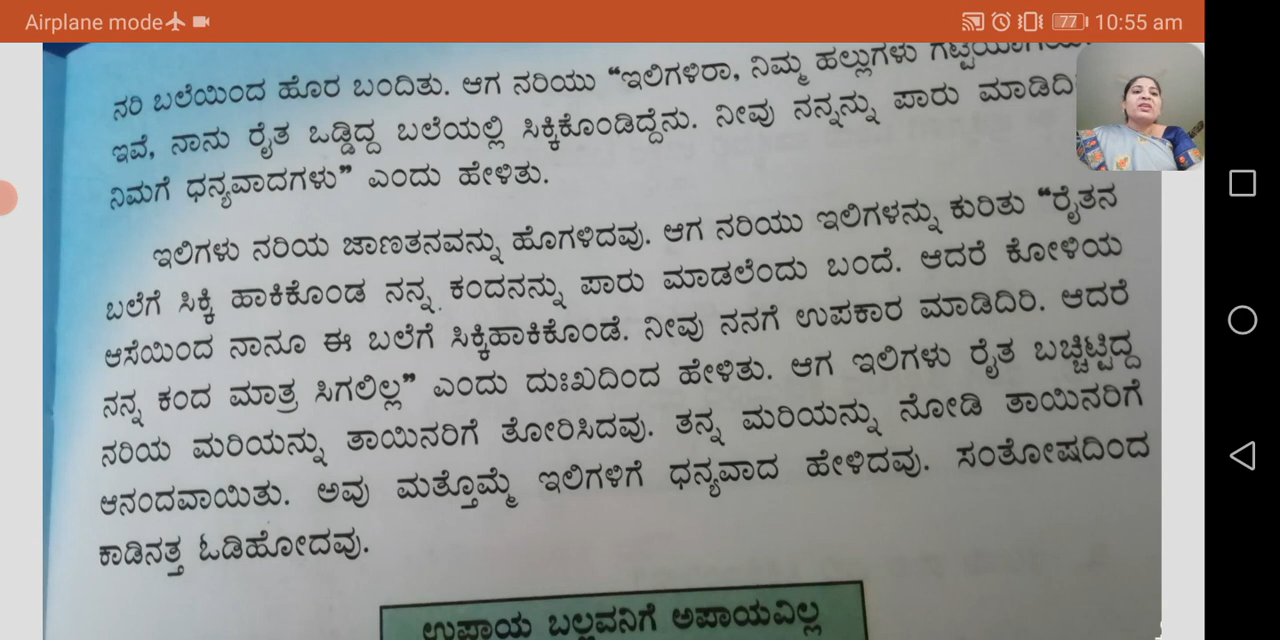 Airplane mode
77 10:55 am
ನರಿ ಬಲೆಯಿಂದ ಹೊರ ಬಂದಿತು. ಆಗ ನರಿಯು “ಇಲಿಗಳಿರಾ, ನಿಮ್ಮ ಹಲ್ಲುಗಳು
ಇವೆ, ನಾನು ರೈತ ಒಡ್ಡಿದ್ದ ಬಲೆಯಲ್ಲಿ ಸಿಕ್ಕಿಕೊಂಡಿದ್ದೆನು. ನೀವು ನನ್ನನ್ನು ಪಾರು
ನಿಮಗೆ ಧನ್ಯವಾದಗಳು” ಎಂದು ಹೇಳಿತು.
ಇಲಿಗಳು ನರಿಯ ಜಾಣತನವನ್ನು ಹೊಗಳಿದವು. ಆಗ ನರಿಯು ಇಲಿಗಳನ್ನು ಕುರಿತು “ರೈತನ
ಬಲೆಗೆ ಸಿಕ್ಕಿ ಹಾಕಿಕೊಂಡ ನನ್ನ ಕಂದನನ್ನು ಪಾರು ಮಾಡಲೆಂದು ಬಂದೆ. ಆದರೆ ಕೋಳಿಯ
ಆಸೆಯಿಂದ ನಾನೂ ಈ ಬಲೆಗೆ ಸಿಕ್ಕಿಹಾಕಿಕೊಂಡೆ. ನೀವು ನನಗೆ ಉಪಕಾರ ಮಾಡಿದಿರಿ. ಆದರೆ
ನನ್ನ ಕಂದ ಮಾತ್ರ ಸಿಗಲಿಲ್ಲ” ಎಂದು ದುಃಖದಿಂದ ಹೇಳಿತು. ಆಗ ಇಲಿಗಳು ರೈತ ಬಚ್ಚಿಟ್ಟಿದ್ದ
ನರಿಯ ಮರಿಯನ್ನು ತಾಯಿನರಿಗೆ ತೋರಿಸಿದವು. ತನ್ನ ಮರಿಯನ್ನು ನೋಡಿ ತಾಯಿನರಿಗೆ
ಆನಂದವಾಯಿತು. ಅವು ಮತ್ತೊಮ್ಮೆ ಇಲಿಗಳಿಗೆ ಧನ್ಯವಾದ ಹೇಳಿದವು. ಸಂತೋಷದಿಂದ
ಕಾಡಿನತ್ತ ಓಡಿಹೋದವು.
ಉಪಾಯ ಬಲ್ಲವನಿಗೆ ಅಪಾಯವಿಲ್ಲ